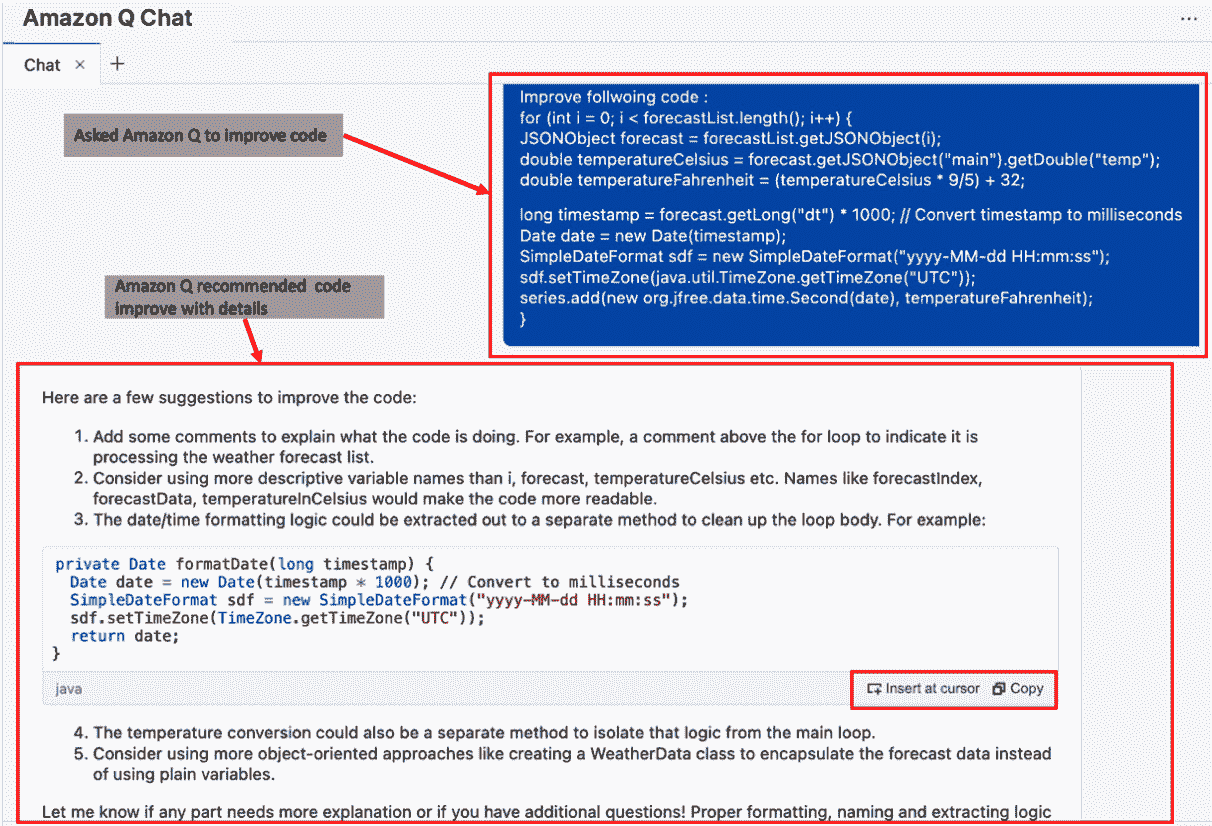 Amazon Q Chat
...
Chat × +
Asked Amazon Q to improve code
Improve follwoing code :
for (int i = 0; i < forecastList.length(); i++) {
JSONObject forecast = forecastList.getJSONObject(i);
double temperatureCelsius = forecast.getJSONObject("main").getDouble("temp");
double temperatureFahrenheit = (temperatureCelsius * 9/5) + 32;
long timestamp = forecast.getLong("dt") * 1000; // Convert timestamp to milliseconds
Date date = new Date(timestamp);
SimpleDateFormat sdf = new SimpleDateFormat("yyyy-MM-dd HH:mm:ss");
sdf.setTimeZone(java.util.TimeZone.getTimeZone("UTC"));
series.add(new org.jfree.data.time.Second(date), temperatureFahrenheit);
}
Amazon Q recommended code
improve with details
Here are a few suggestions to improve the code:
1. Add some comments to explain what the code is doing. For example, a comment above the for loop to indicate it is
processing the weather forecast list.
2. Consider using more descriptive variable names than i, forecast, temperatureCelsius etc. Names like forecastIndex,
forecastData, temperatureInCelsius would make the code more readable.
3. The date/time formatting logic could be extracted out to a separate method to clean up the loop body. For example:
private Date formatDate(long timestamp) {
Date date = new Date(timestamp * 1000); // Convert to milliseconds
SimpleDateFormat sdf = new SimpleDateFormat("yyyy-MM-dd HH:mm:ss");
sdf.setTimeZone(TimeZone.getTimeZone("UTC"));
return date;
}
java
Insert at cursor Copy
4. The temperature conversion could also be a separate method to isolate that logic from the main loop.
5. Consider using more object-oriented approaches like creating a WeatherData class to encapsulate the forecast data instead
of using plain variables.
Let me know if any part needs more explanation or if you have additional questions! Proper formatting, naming and extracting logic